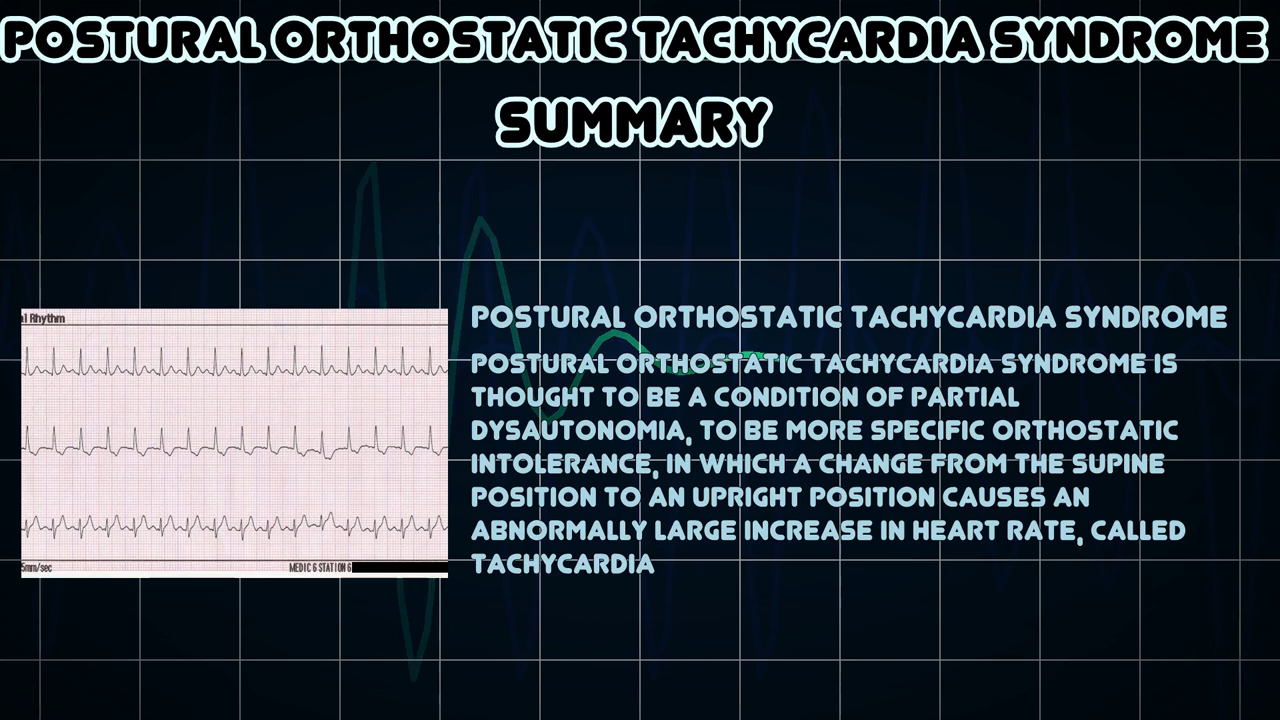 POSTURAL ORTHOSTATIC TACHYCARDIA SYNDROME
SUMMARY
al Rhythm
5mm/sec
MEDIC 6 STATION 6
POSTURAL ORTHOSTATIC TACHYCARDIA SYNDROME
POSTURAL ORTHOSTATIC TACHYCARDIA SYNDROME IS
THOUGHT TO BE A CONDITION OF PARTIAL
DYSAUTONOMIA, TO BE MORE SPECIFIC ORTHOSTATIC
INTOLERANCE, IN WHICH A CHANGE FROM THE SUPINE
POSITION TO AN UPRIGHT POSITION CAUSES AN
ABNORMALLY LARGE INCREASE IN HEART RATE, CALLED
TACHYCARDIA